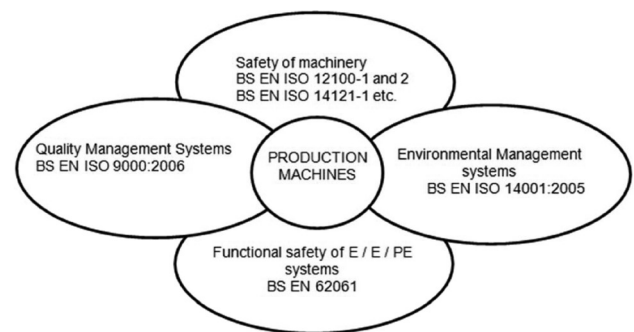 Safety of machinery
BS EN ISO 12100-1 and 2
BS EN ISO 14121-1 etc.
Quality Management Systems
BS EN ISO 9000:2006
PRODUCTION
MACHINES
Environmental Management
systems
BS EN ISO 14001:2005
Functional safety of E / E / PE
systems
BS EN 62061